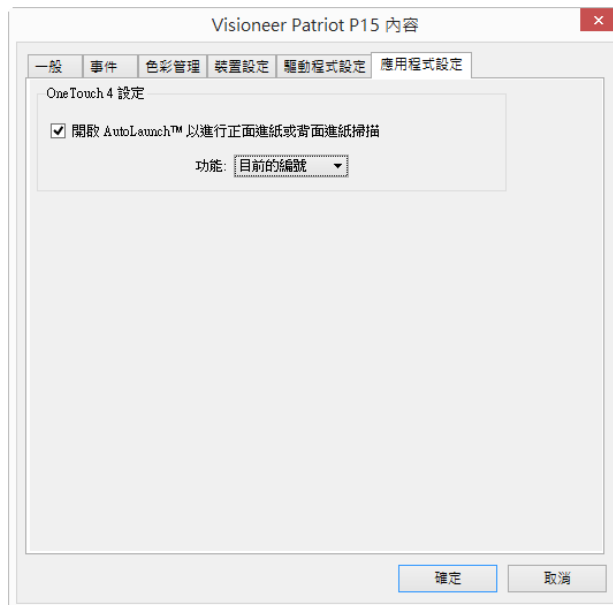 Visioneer Patriot P15 內容
一般 事件 色彩管理 裝置設定 驅動程式設定 應用程式設定
OneTouch 4 設定
開啟 AutoLaunch™ 以進行正面進紙或背面進紙掃描
功能: 目前的編號
確定 取消